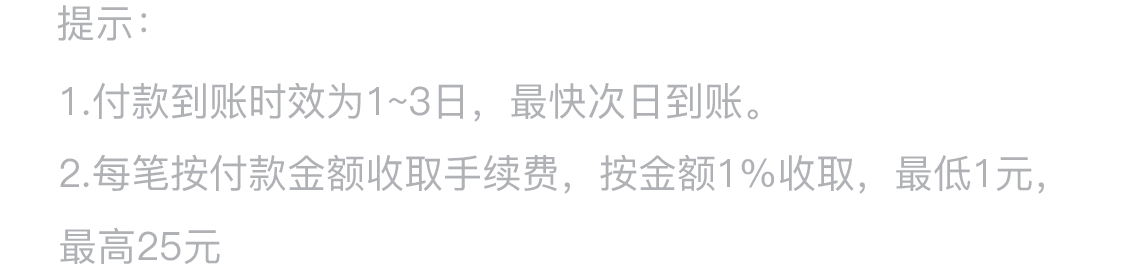 提示：
1.付款到账时效为1~3日，最快次日到账。
2.每笔按付款金额收取手续费，按金额1%收取，最低1元，
最高25元